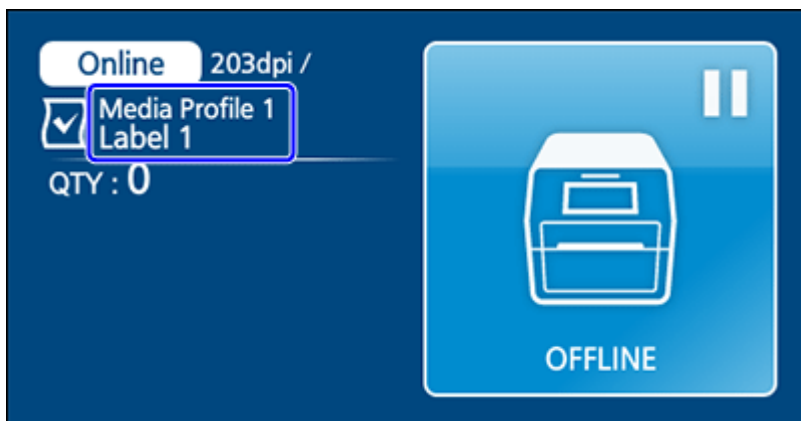 Online 203dpi /
Media Profile 1
Label 1
QTY : 0
OFFLINE